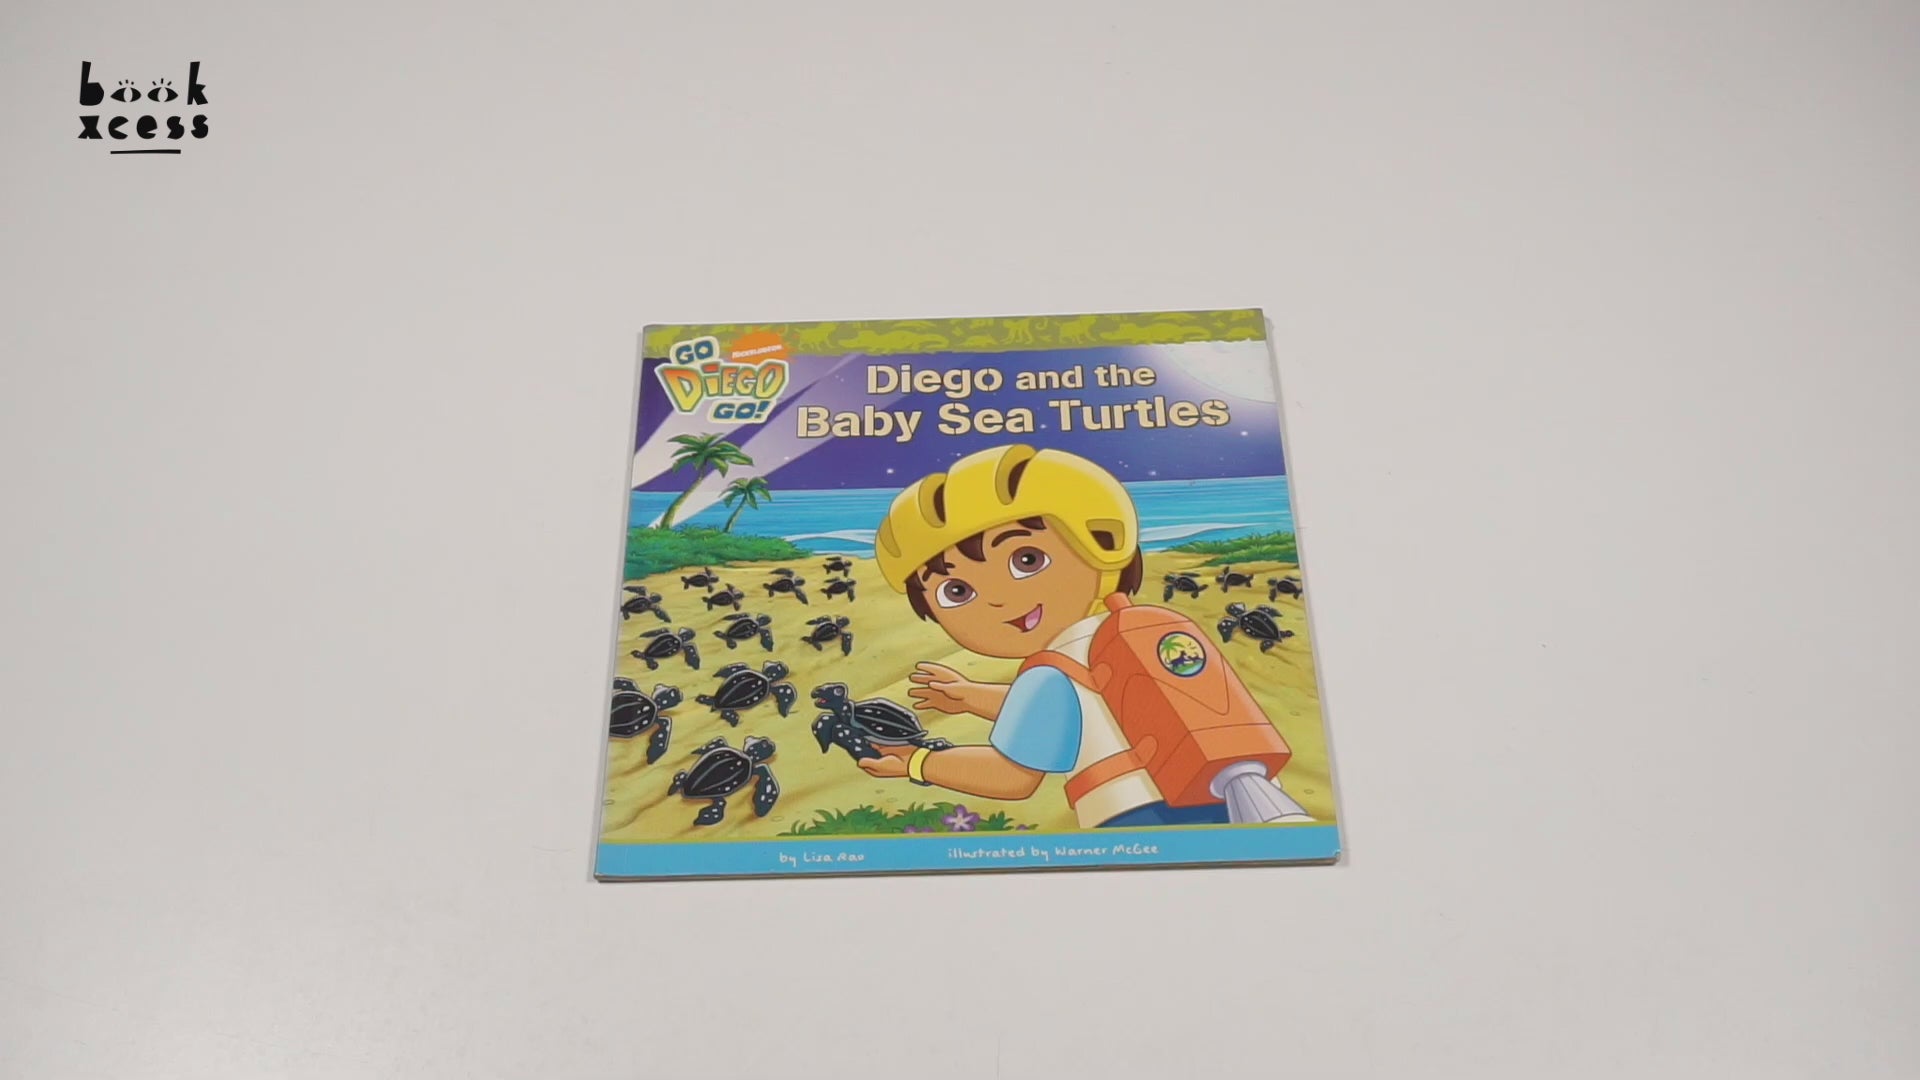 book
xcess
GO
DIEGO
GO!
NICKELODEON
Diego and the
Baby Sea Turtles
by Lisa Rao
illustrated by Warner McGee